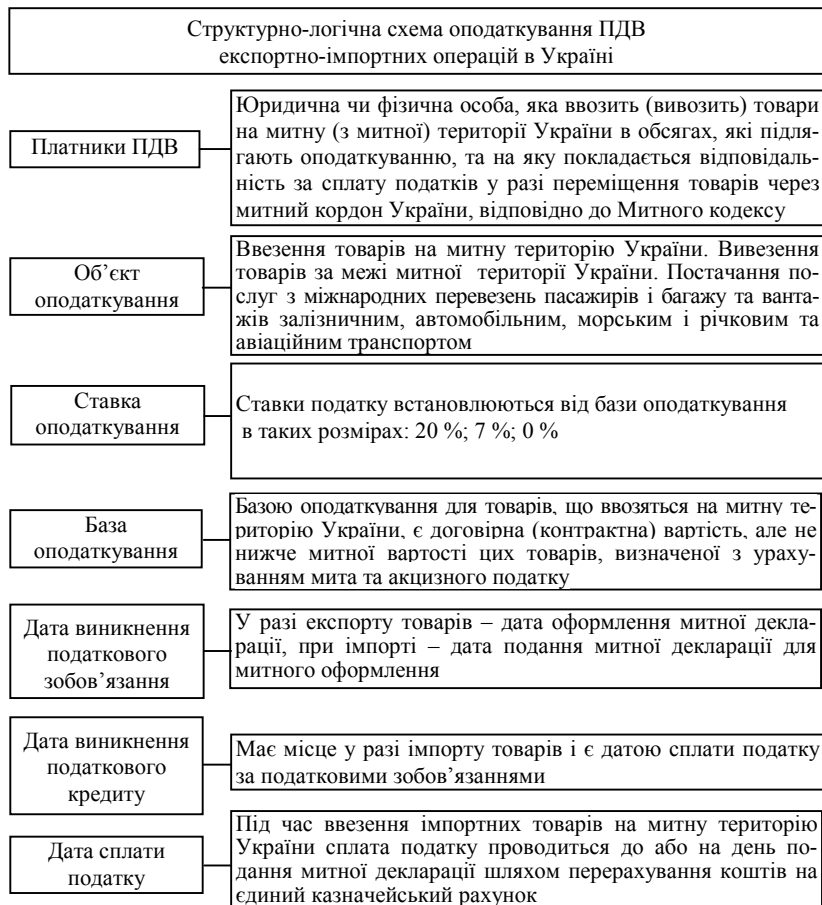 Структурно-логічна схема оподаткування ПДВ
експортно-імпортних операцій в Україні
Платники ПДВ
Юридична чи фізична особа, яка ввозить (вивозить) товари
на митну (з митної) території України в обсягах, які підля-
гають оподаткуванню, та на яку покладається відповідаль-
ність за сплату податків у разі переміщення товарів через
митний кордон України, відповідно до Митного кодексу
Об’єкт
оподаткування
Ввезення товарів на митну територію України. Вивезення
товарів за межі митної території України. Постачання по-
слуг з міжнародних перевезень пасажирів і багажу та ванта-
жів залізничним, автомобільним, морським і річковим та
авіаційним транспортом
Ставка
оподаткування
Ставки податку встановлюються від бази оподаткування
в таких розмірах: 20 %; 7 %; 0 %
База
оподаткування
Базою оподаткування для товарів, що ввозяться на митну те-
риторію України, є договірна (контрактна) вартість, але не
нижче митної вартості цих товарів, визначеної з ураху-
ванням мита та акцизного податку
Дата виникнення
податкового
зобов’язання
У разі експорту товарів – дата оформлення митної декла-
рації, при імпорті – дата подання митної декларації для
митного оформлення
Дата виникнення
податкового
кредиту
Має місце у разі імпорту товарів і є датою сплати податку
за податковими зобов’язаннями
Дата сплати
податку
Під час ввезення імпортних товарів на митну територію
України сплата податку проводиться до або на день по-
дання митної декларації шляхом перерахування коштів на
єдиний казначейський рахунок